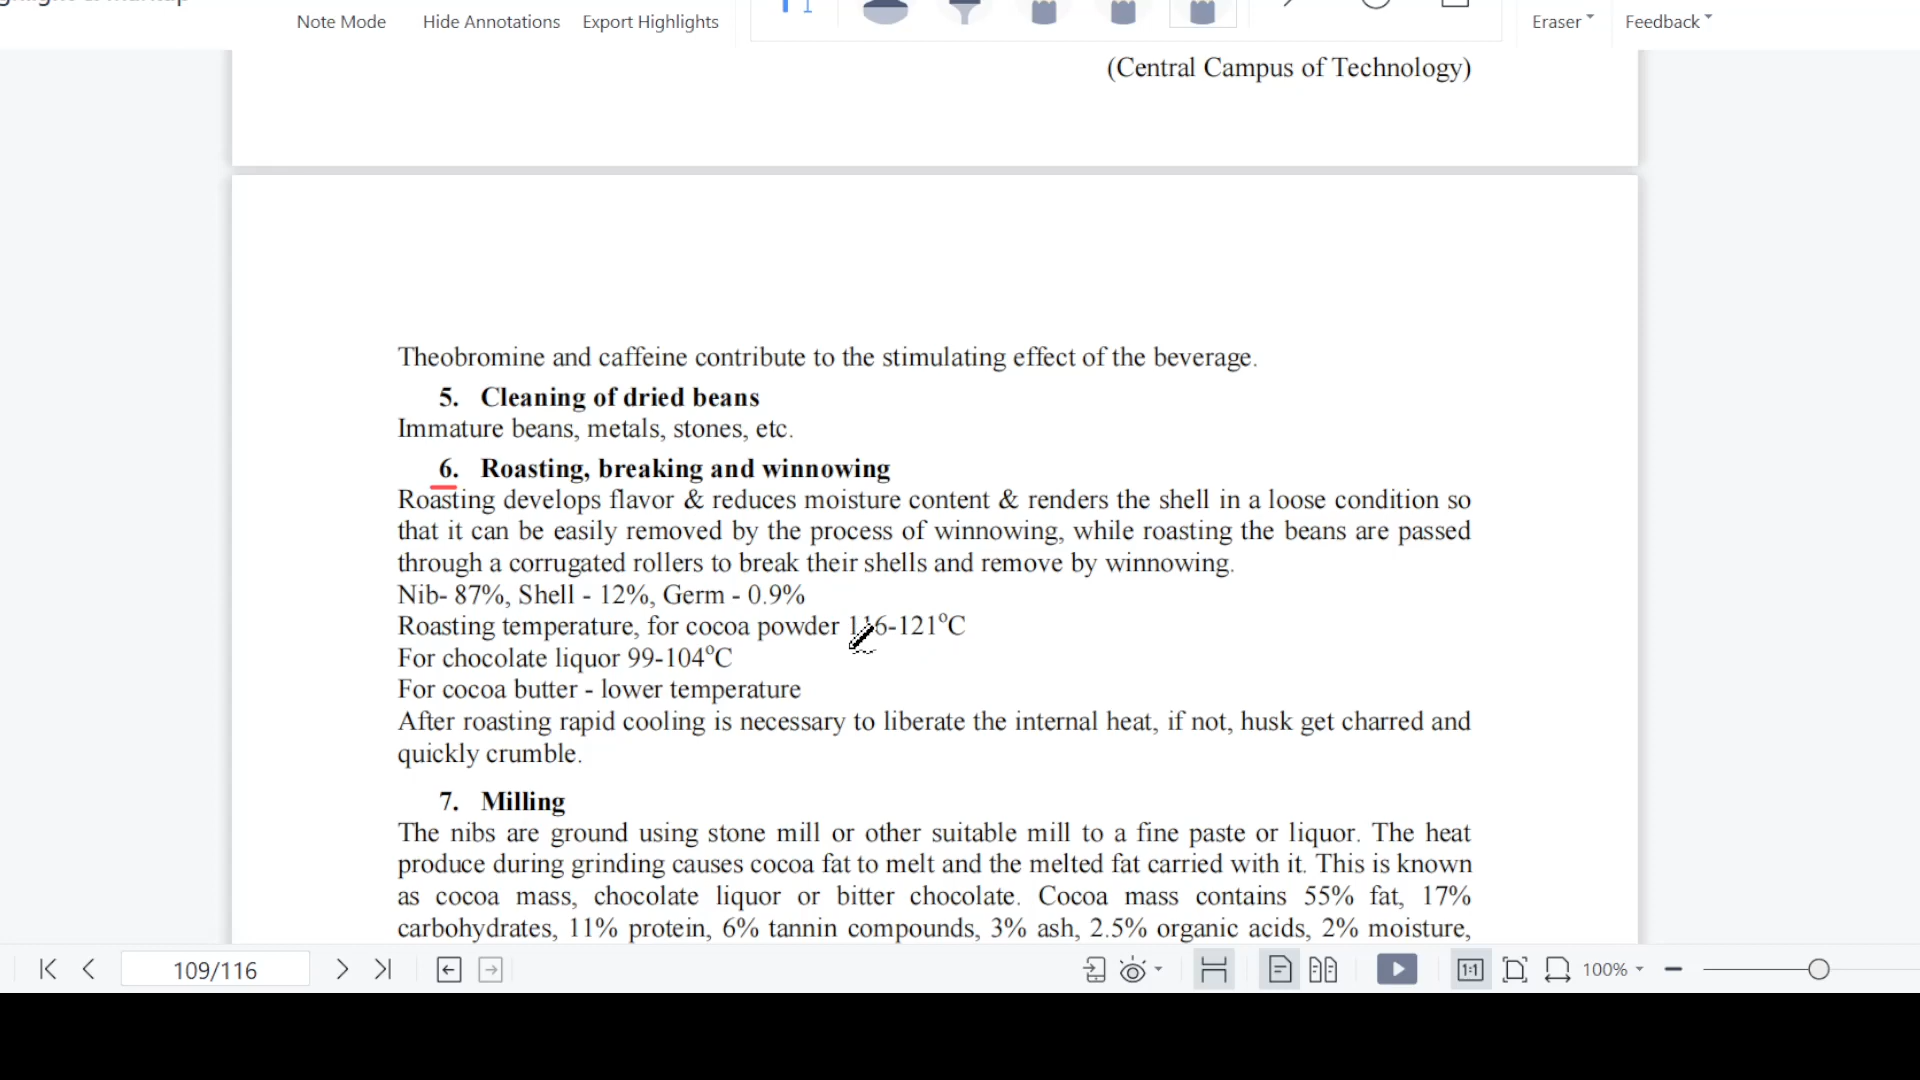 Note Mode
Hide Annotations
Export Highlights
Eraser
Feedback
(Central Campus of Technology)
Theobromine and caffeine contribute to the stimulating effect of the beverage.
5. Cleaning of dried beans
Immature beans, metals, stones, etc.
6. Roasting, breaking and winnowing
Roasting develops flavor & reduces moisture content & renders the shell in a loose condition so
that it can be easily removed by the process of winnowing, while roasting the beans are passed
through a corrugated rollers to break their shells and remove by winnowing.
Nib- 87%, Shell - 12%, Germ - 0.9%
Roasting temperature, for cocoa powder 116-121°C
For chocolate liquor 99-104°C
For cocoa butter - lower temperature
After roasting rapid cooling is necessary to liberate the internal heat, if not, husk get charred and
quickly crumble.
7. Milling
The nibs are ground using stone mill or other suitable mill to a fine paste or liquor. The heat
produce during grinding causes cocoa fat to melt and the melted fat carried with it. This is known
as cocoa mass, chocolate liquor or bitter chocolate. Cocoa mass contains 55% fat, 17%
carbohydrates, 11% protein, 6% tannin compounds, 3% ash, 2.5% organic acids, 2% moisture,
109/116
1:1
100%